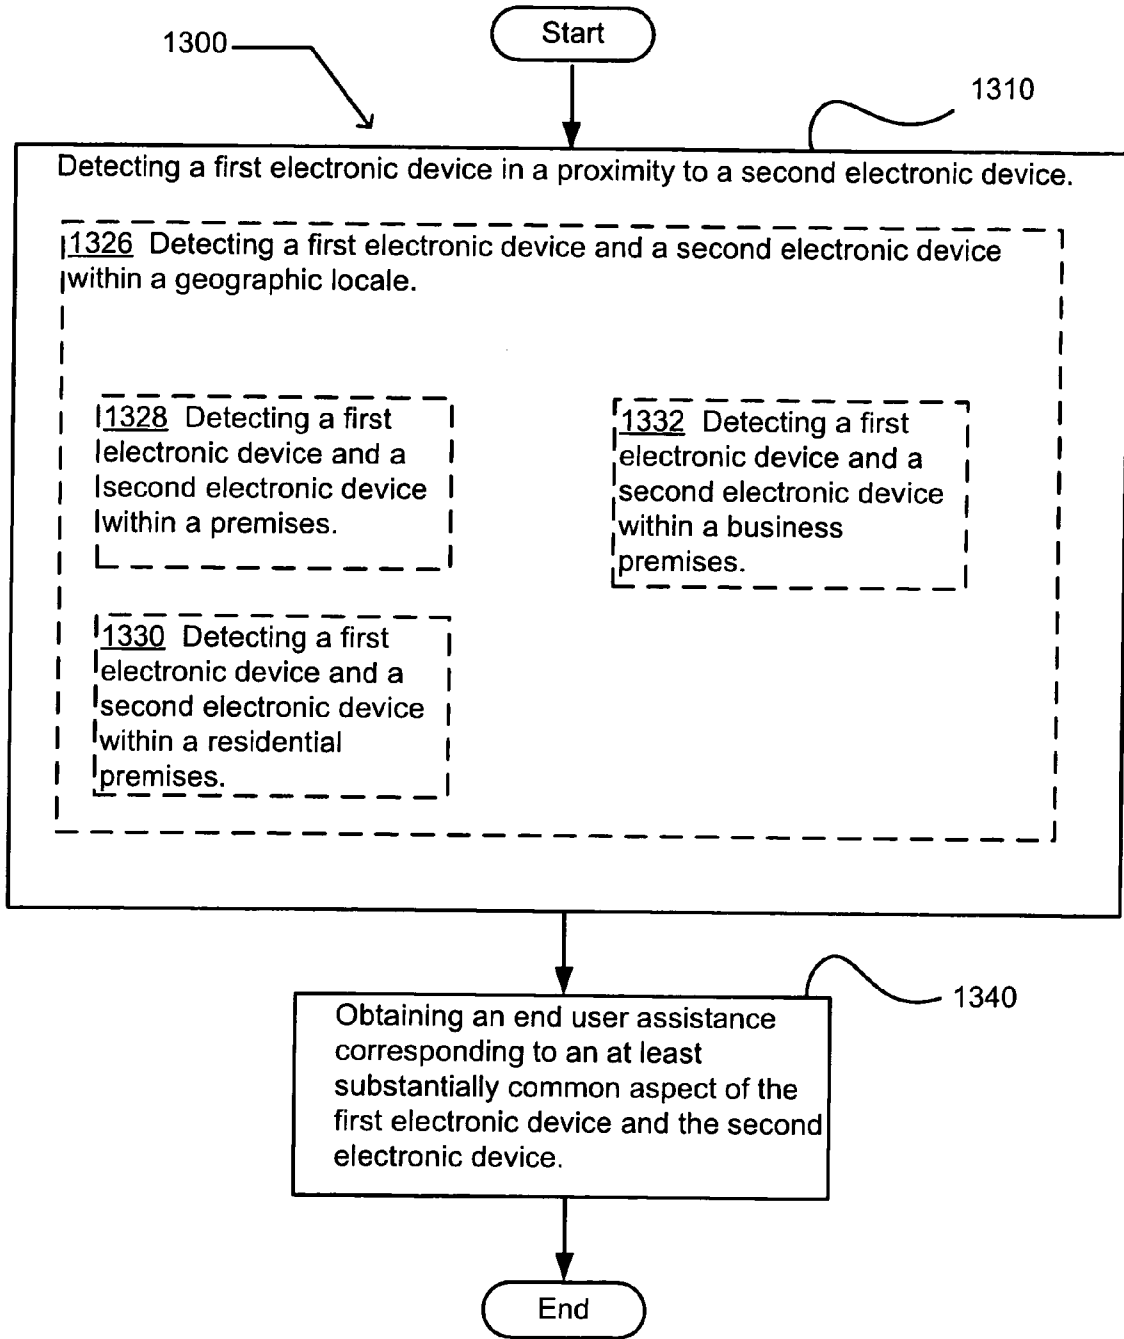 Start
1300
1310
Detecting a first electronic device in a proximity to a second electronic device.
1326 Detecting a first electronic device and a second electronic device
within a geographic locale.
1328 Detecting a first
electronic device and a
second electronic device
within a premises.
1332 Detecting a first
electronic device and a
second electronic device
within a business
premises.
1330 Detecting a first
electronic device and a
second electronic device
within a residential
premises.
1340
Obtaining an end user assistance
corresponding to an at least
substantially common aspect of the
first electronic device and the second
electronic device.
End